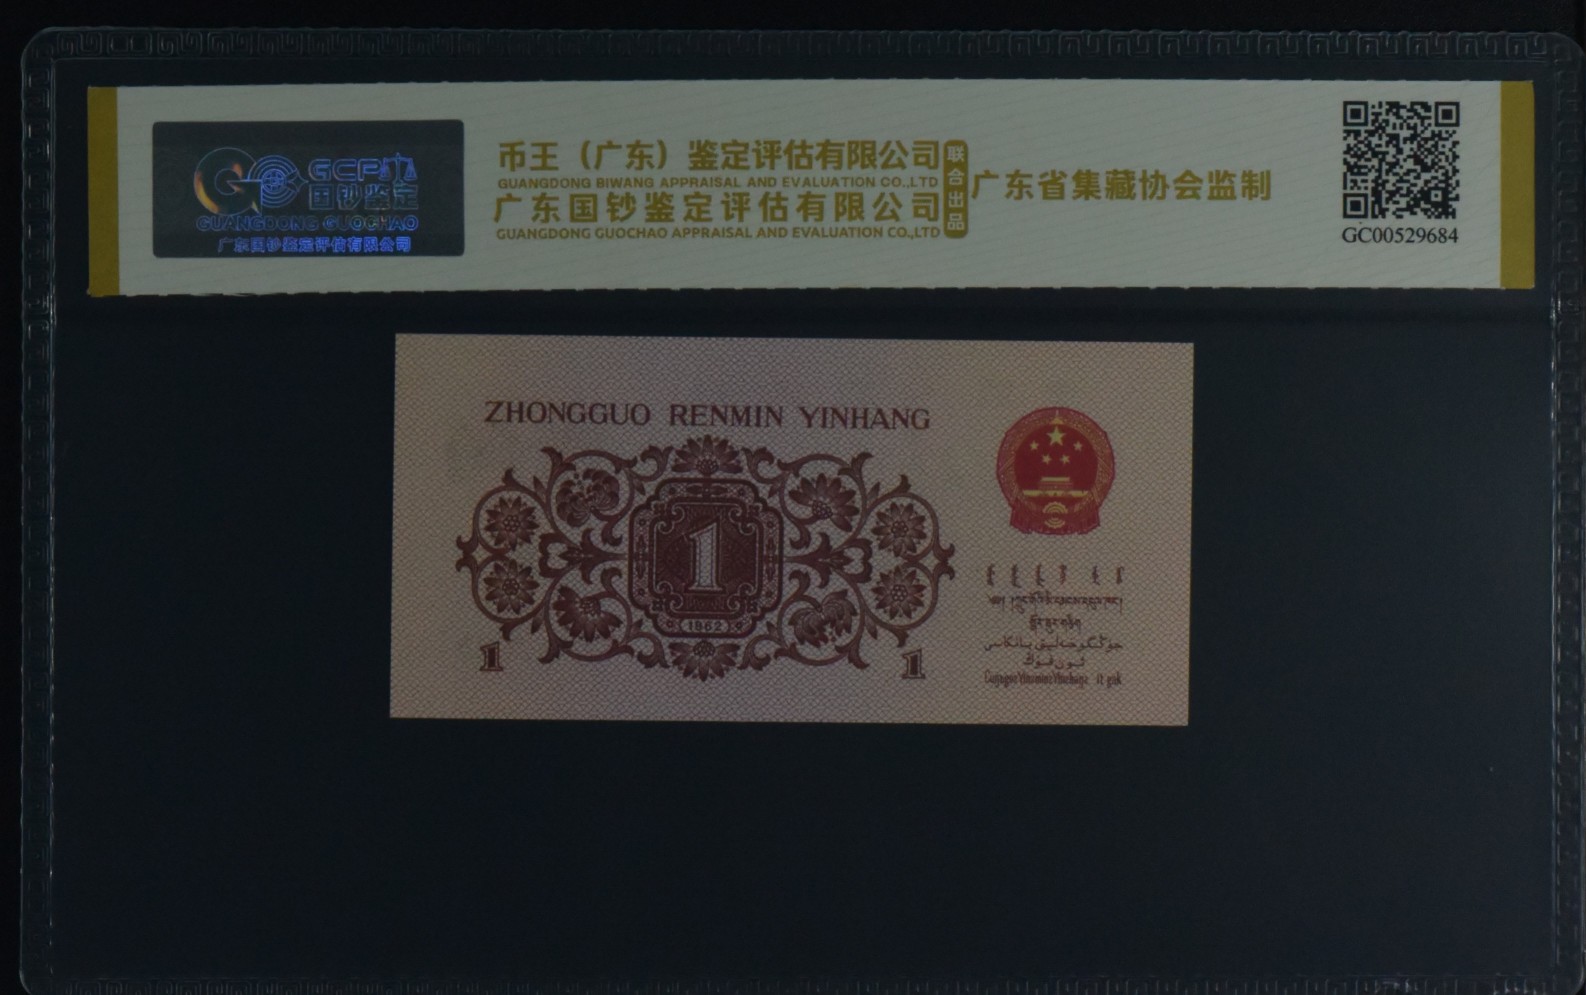 GCP
国钞鉴定
GUANGDONG GUOCHAO
广东国钞鉴定评估有限公司
币王（广东）鉴定评估有限公司
GUANGDONG BIWANG APPRAISAL AND EVALUATION CO.,LTD
广东国钞鉴定评估有限公司
GUANGDONG GUOCHAO APPRAISAL AND EVALUATION CO.,LTD
联合出品
广东省集藏协会监制
GC00529684
ZHONGGUO RENMIN YINHANG
1
1962
1
1